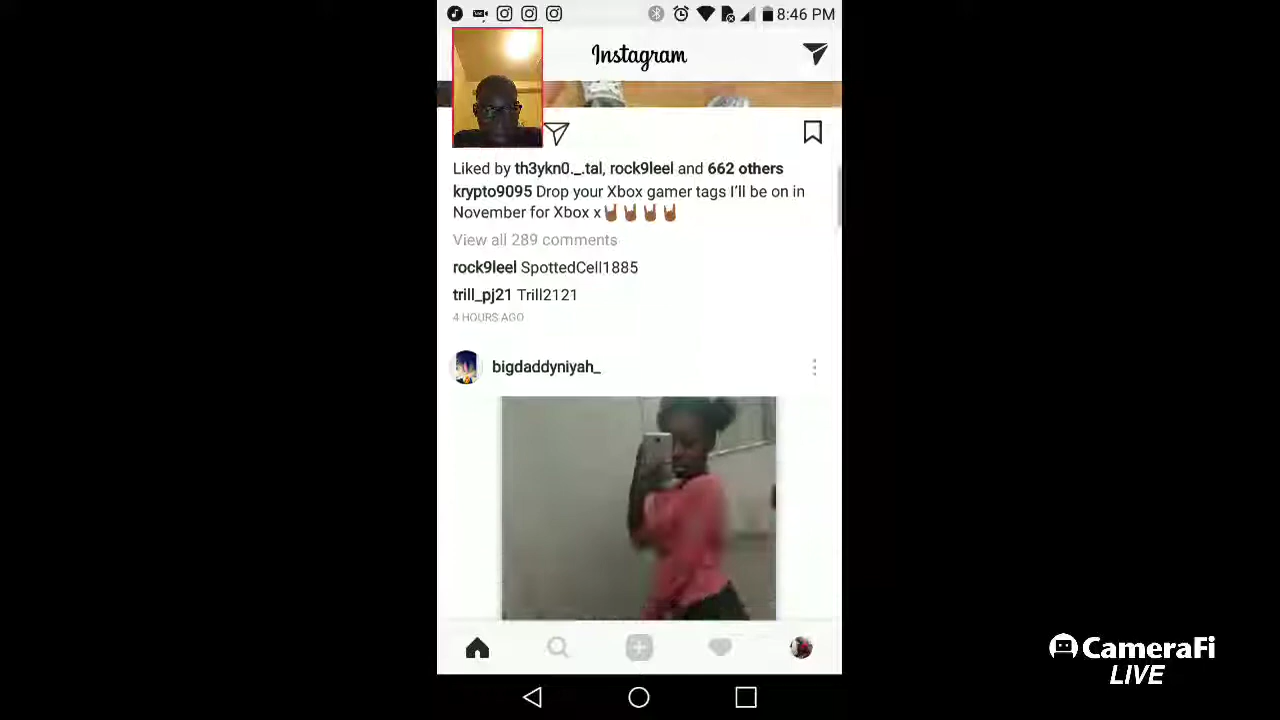 8:46 PM
Instagram
Liked by th3ykn0._.tal, rock9leel and 662 others
krypto9095 Drop your Xbox gamer tags I'll be on in
November for Xbox x🤘🏾🤘🏾🤘🏾🤘🏾
View all 289 comments
rock9leel SpottedCell1885
trill_pj21 Trill2121
4 HOURS AGO
bigdaddyniyah_
CameraFi
LIVE